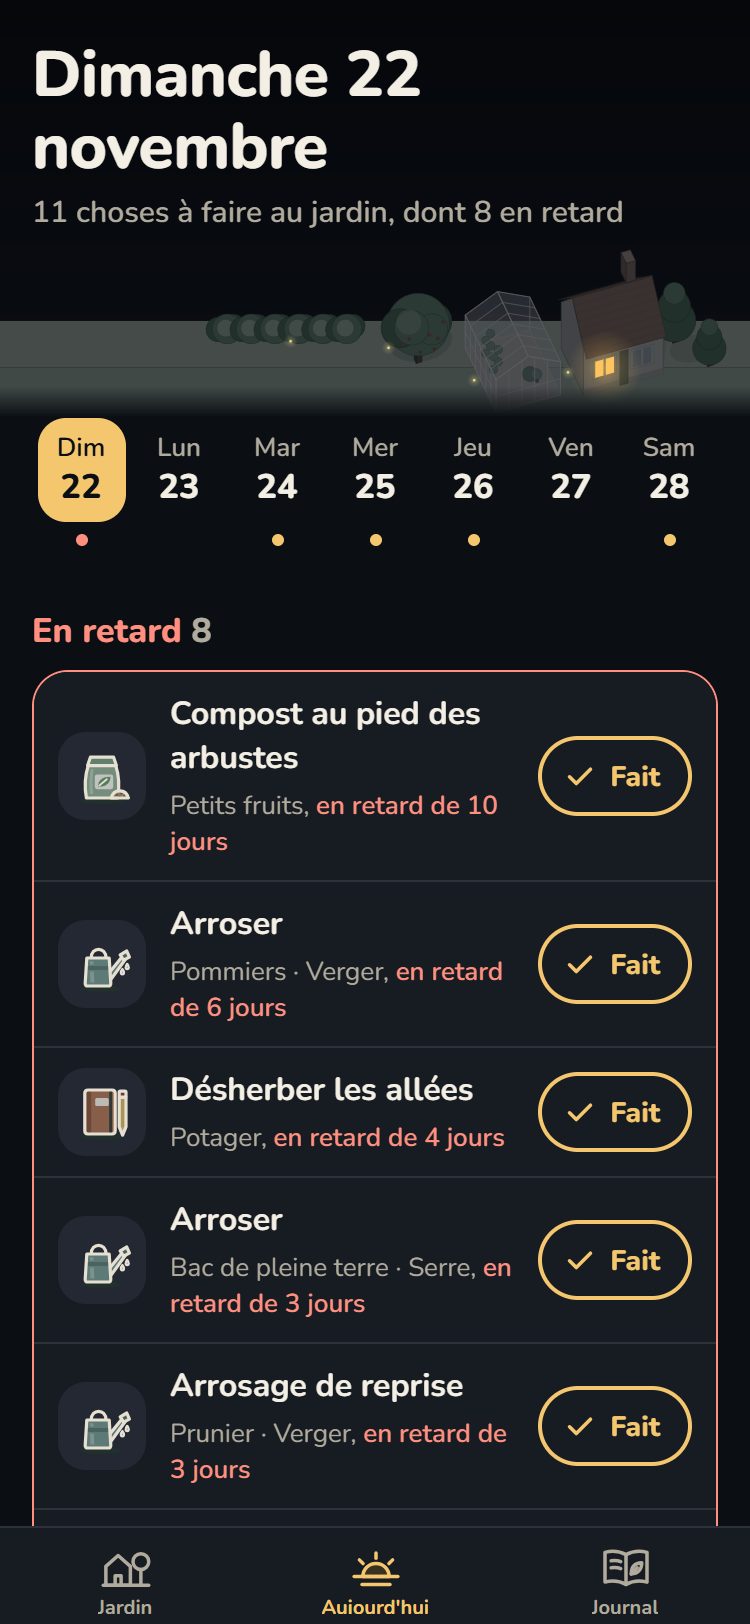 Dimanche 22
novembre
11 choses à faire au jardin, dont 8 en retard
Dim
22
Lun
23
Mar
24
Mer
25
Jeu
26
Ven
27
Sam
28
En retard 8
Compost au pied des
arbustes
Petits fruits, en retard de 10
jours
Fait
Arroser
Pommiers · Verger, en retard
de 6 jours
Fait
Désherber les allées
Potager, en retard de 4 jours
Fait
Arroser
Bac de pleine terre · Serre, en
retard de 3 jours
Fait
Arrosage de reprise
Prunier · Verger, en retard de
3 jours
Fait
Jardin
Aujourd'hui
Journal